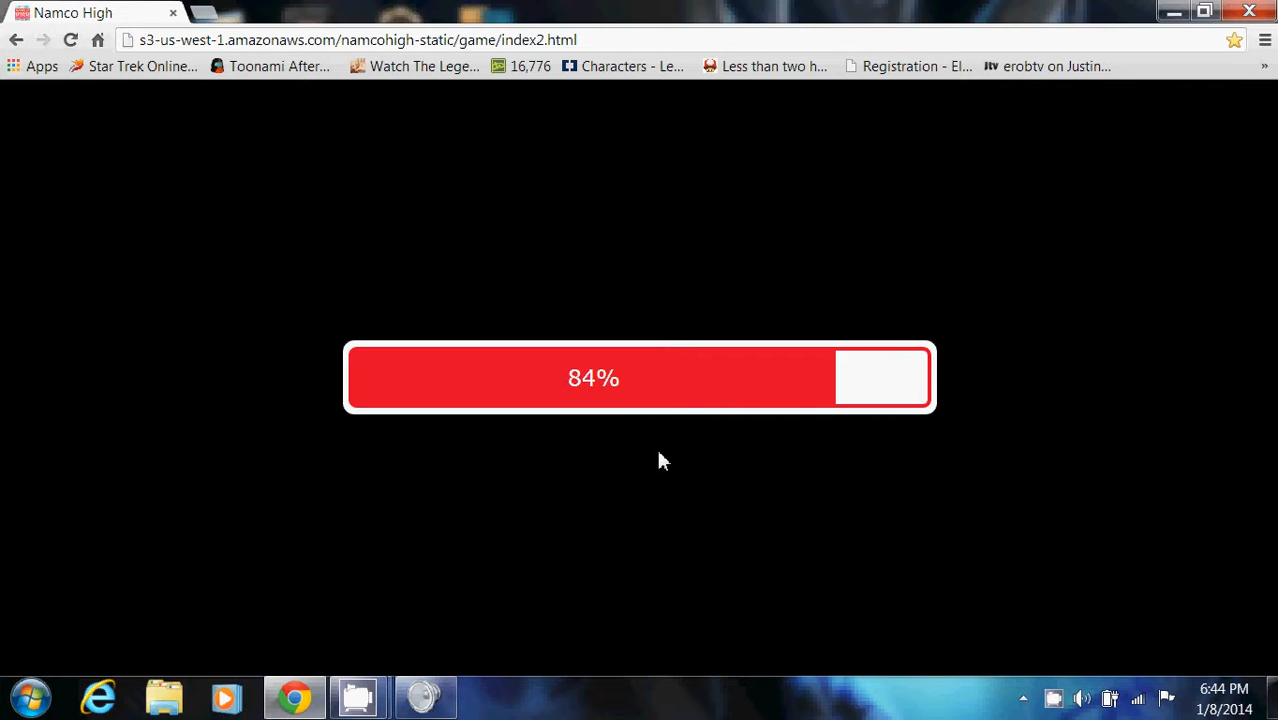 Namco High
s3-us-west-1.amazonaws.com/namcohigh-static/game/index2.html
Apps Star Trek Online... Toonami After... Watch The Lege... 16,776 Characters - Le... Less than two h... Registration - El... jtv erobtv on Justin... »
84%
6:44 PM
1/8/2014